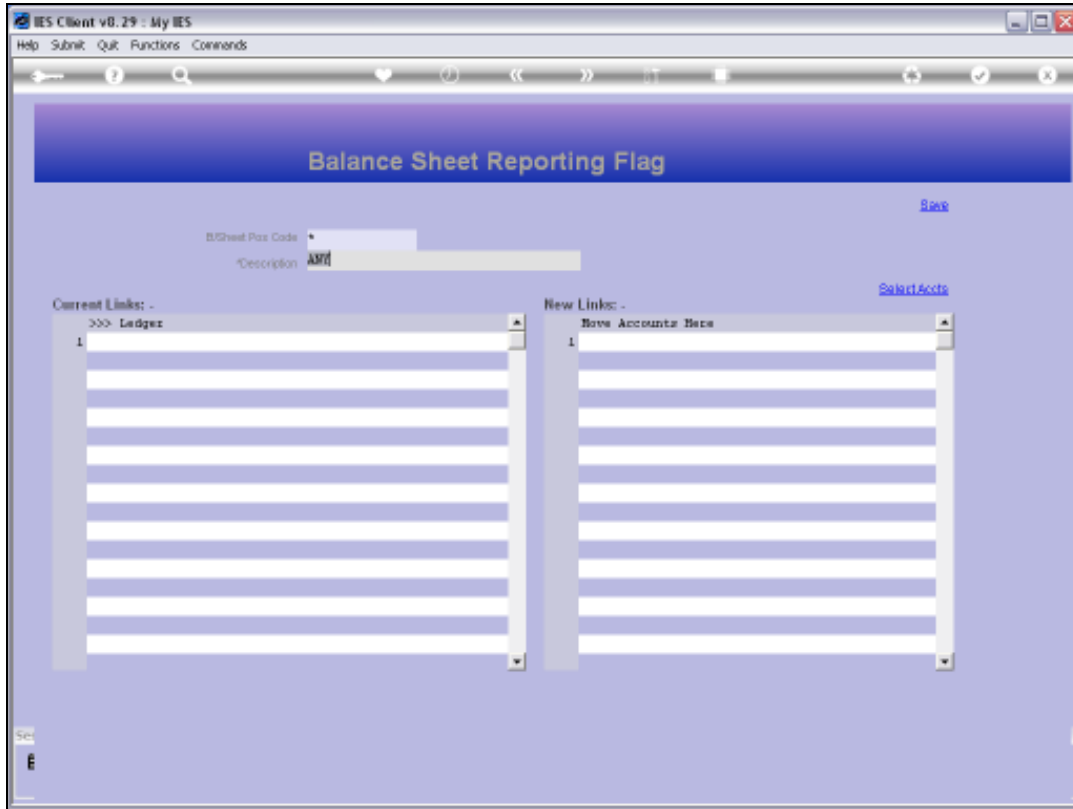 IES Client v8.29 : My IES
Help Submit Quit Functions Commands
Balance Sheet Reporting Flag
Save
B/Sheet Pos Code *
*Description ANY
Select Accts
Current Links: - New Links: -
>>> Ledger Move Accounts Here
1 1